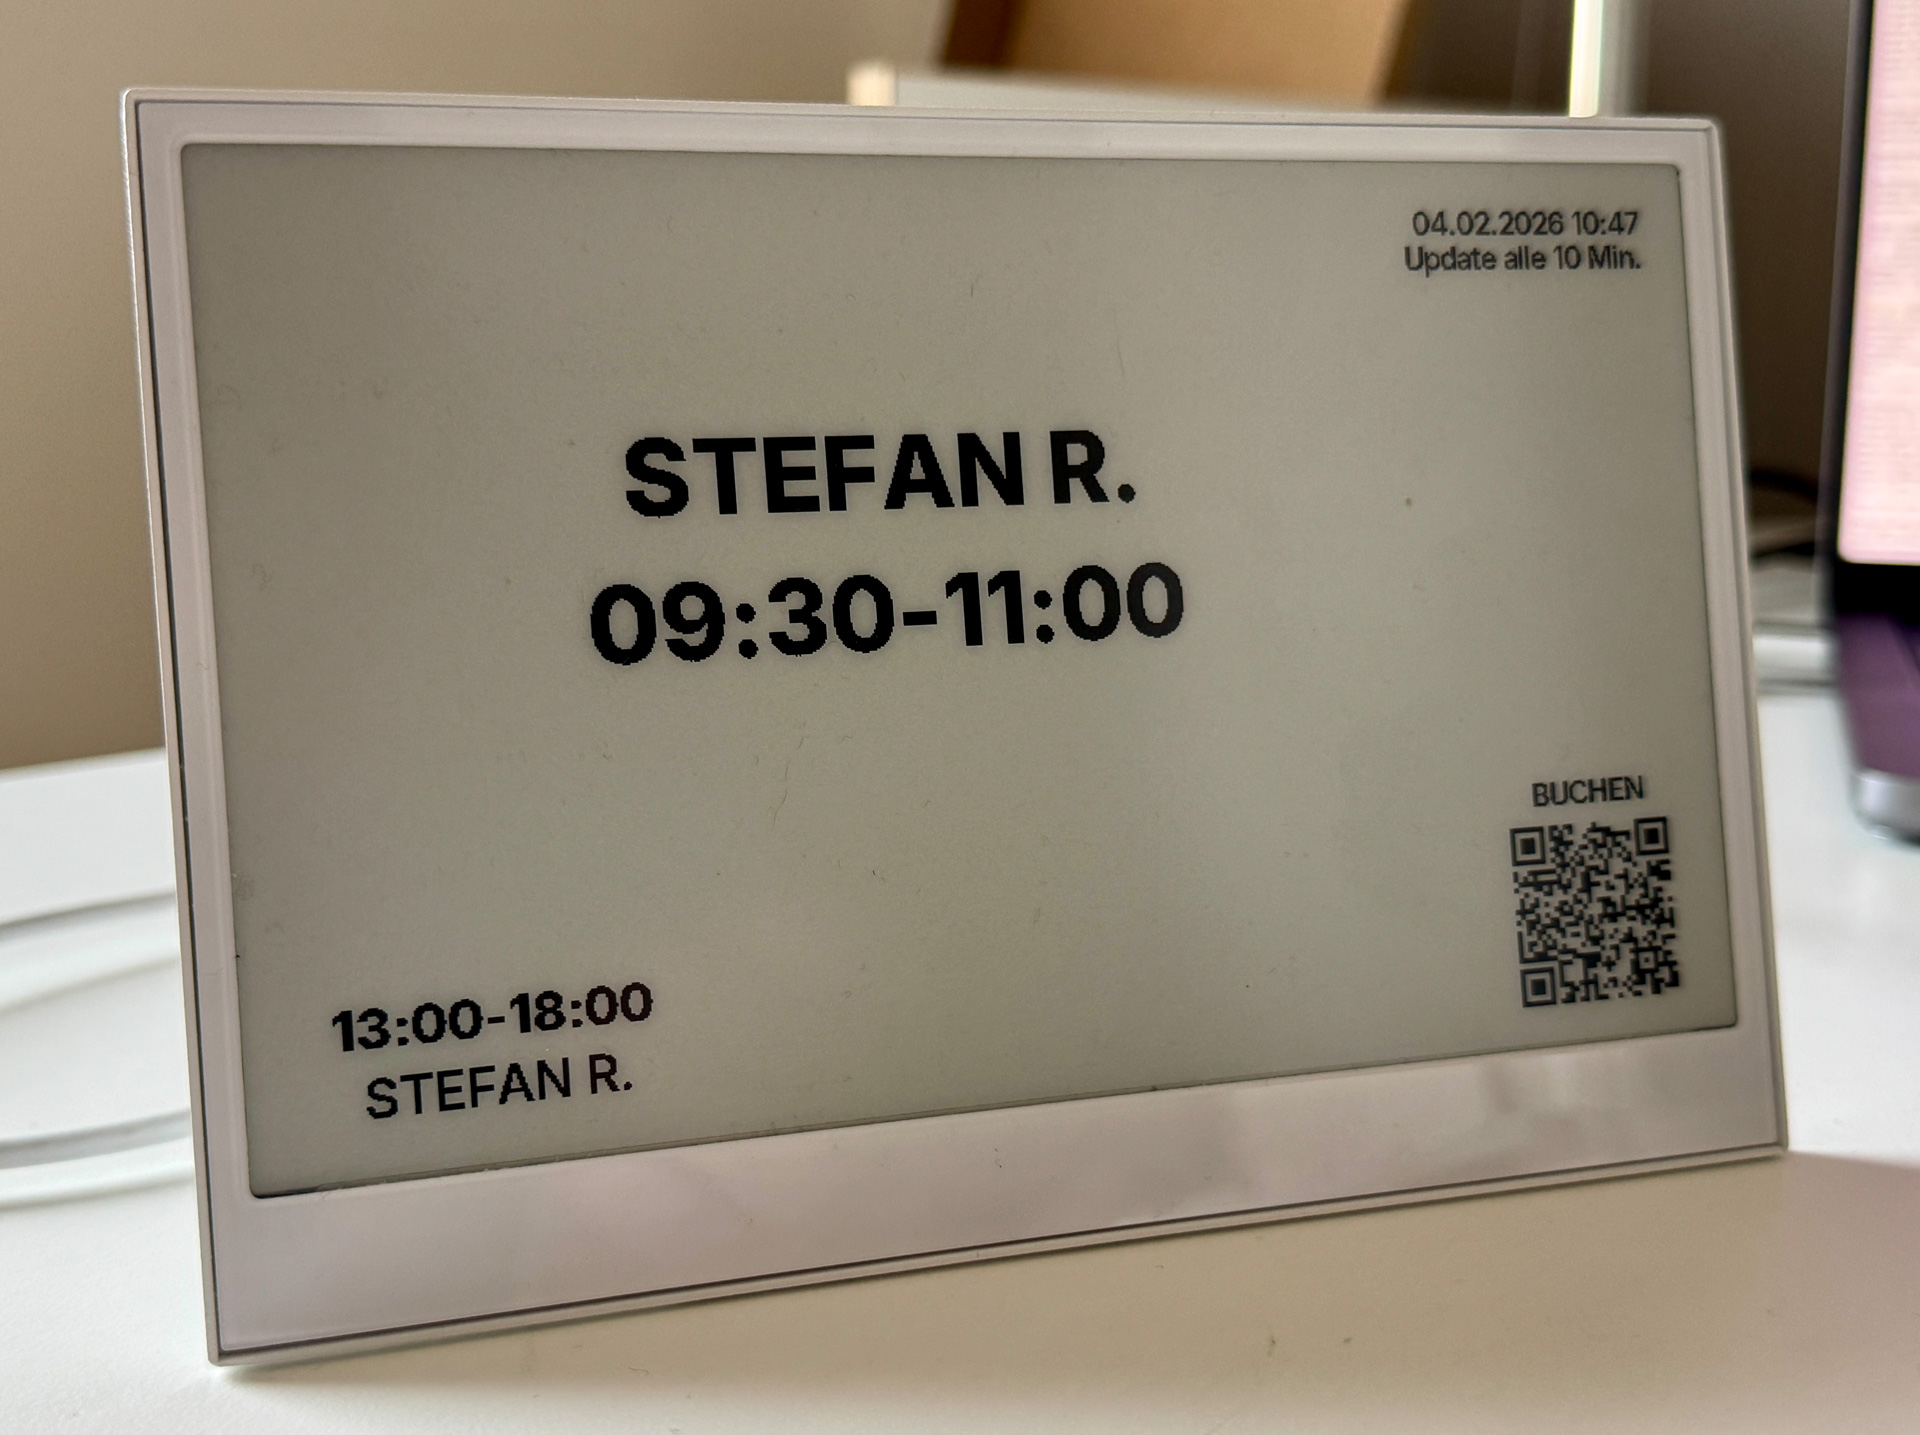 04.02.2026 10:47
Update alle 10 Min.
STEFAN R.
09:30-11:00
BUCHEN
13:00-18:00
STEFAN R.